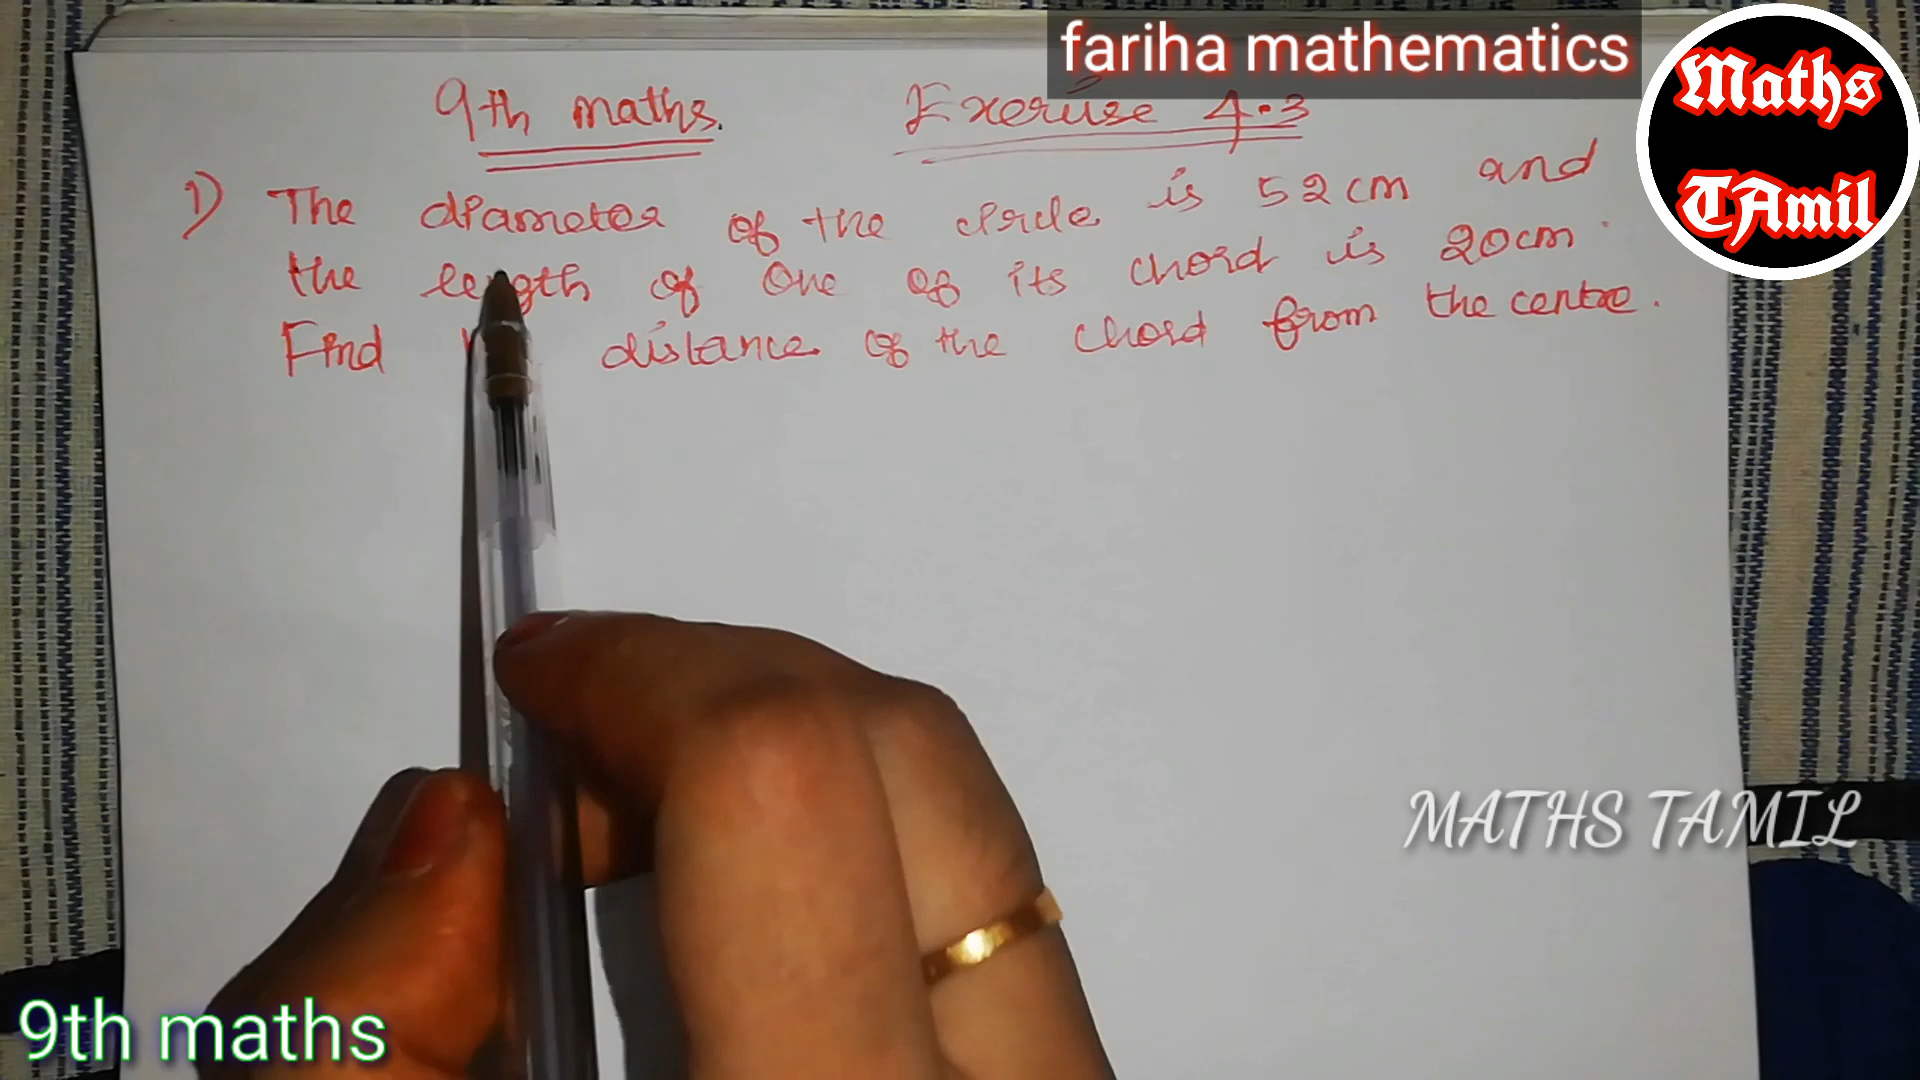 fariha mathematics
Maths
TAmil
9th maths. Exercise 4.3
1) The diameter of the circle is 52cm and
the length of one of its chord is 20cm.
Find distance of the chord from the centre.
MATHS TAMIL
9th maths